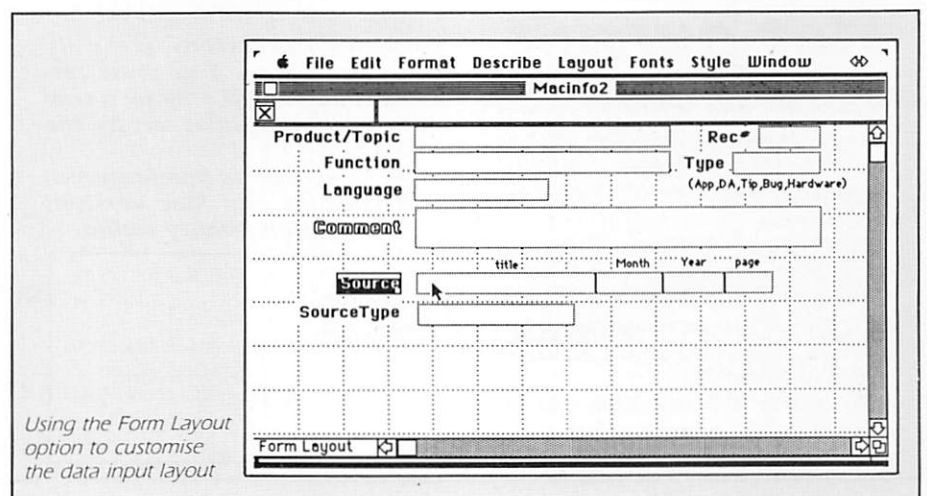 File Edit Format Describe Layout Fonts Style Window
Macinfo2
Product/Topic Rec#
Function Type
Language (App,DA,Tip,Bug,Hardware)
Comment
title Month Year page
Source
SourceType
Form Layout
Using the Form Layout
option to customise
the data input layout